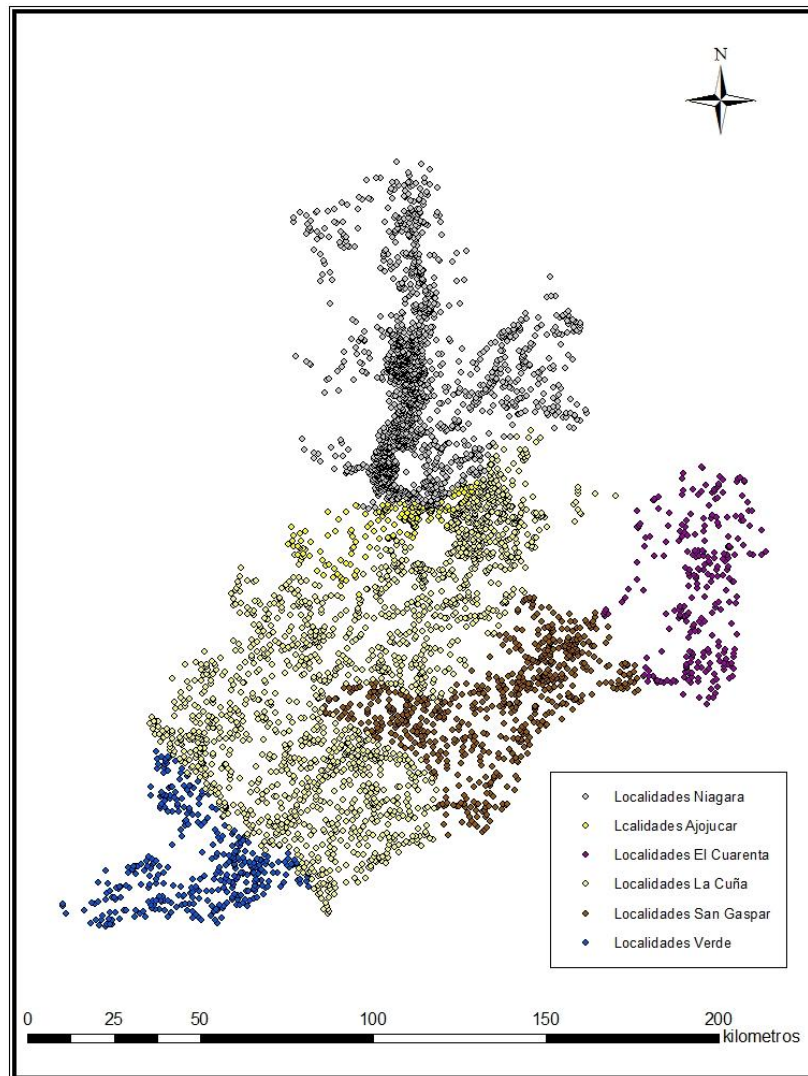 N
Localidades Niagara
Lcalidades Ajojucar
Localidades El Cuarenta
Localidades La Cuña
Localidades San Gaspar
Localidades Verde
0 25 50 100 150 200
kilometros